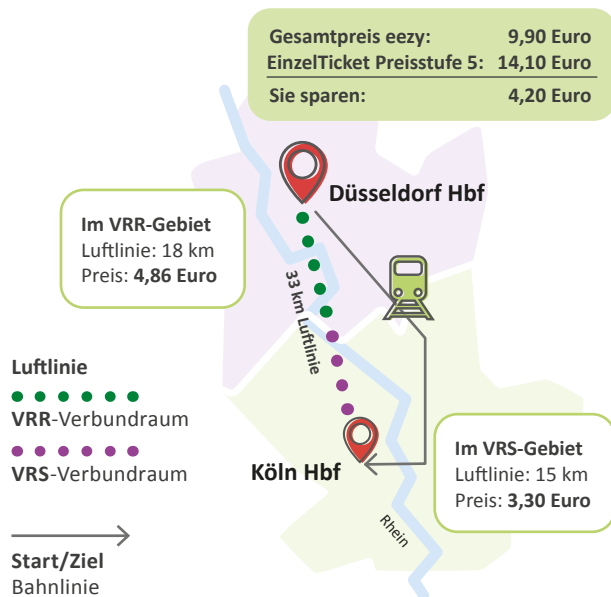 Gesamtpreis eezy: 9,90 Euro
EinzelTicket Preisstufe 5: 14,10 Euro
Sie sparen: 4,20 Euro
Düsseldorf Hbf
Im VRR-Gebiet
Luftlinie: 18 km
Preis: 4,86 Euro
33 km Luftlinie
Luftlinie
VRR-Verbundraum
VRS-Verbundraum
Köln Hbf
Im VRS-Gebiet
Luftlinie: 15 km
Preis: 3,30 Euro
Rhein
Start/Ziel
Bahnlinie